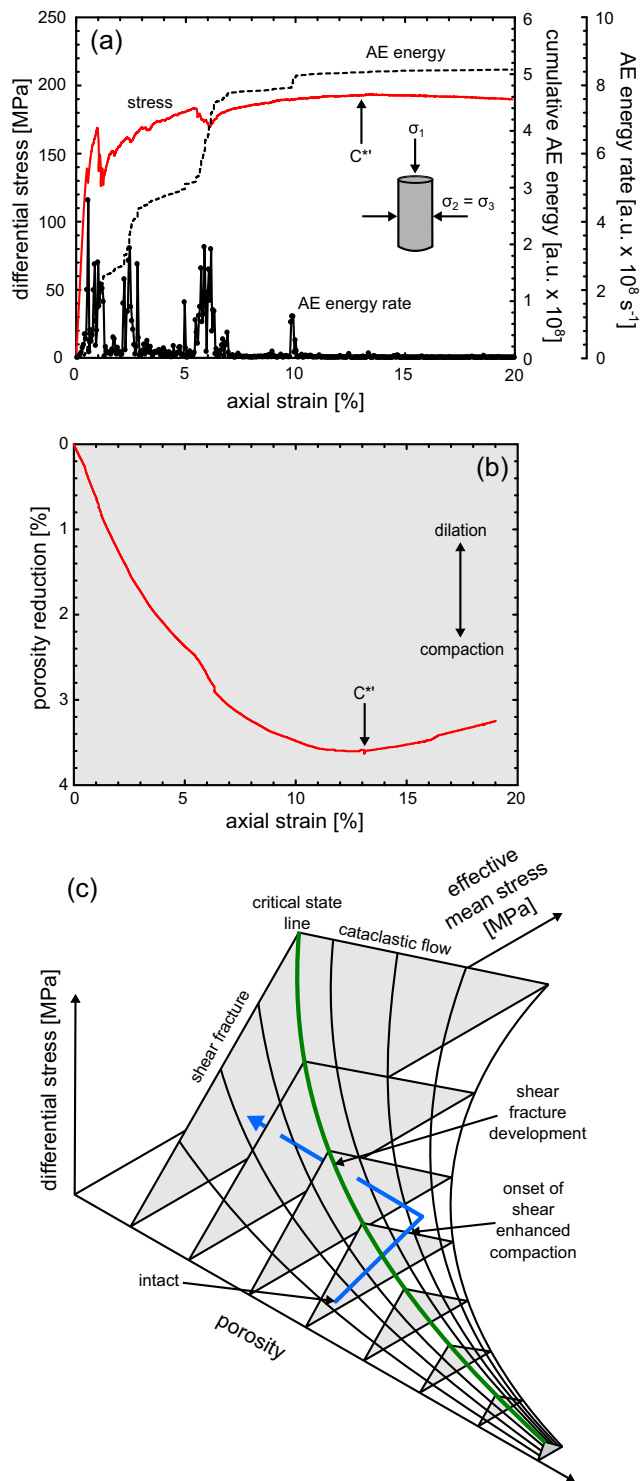 (a)
AE energy
stress
C*'
σ1
σ2 = σ3
AE energy rate
250
200
150
100
50
0
differential stress [MPa]
0
5
10
15
20
axial strain [%]
6
5
4
3
2
1
0
cumulative AE energy
[a.u. x 10⁸]
10
8
6
4
2
0
AE energy rate
[a.u. x 10⁸ s⁻¹]
(b)
dilation
compaction
C*'
0
1
2
3
4
porosity reduction [%]
0
5
10
15
20
axial strain [%]
(c)
effective
mean stress
[MPa]
critical state
line
cataclastic flow
shear fracture
differential stress [MPa]
shear
fracture
development
onset of
shear
enhanced
compaction
intact
porosity